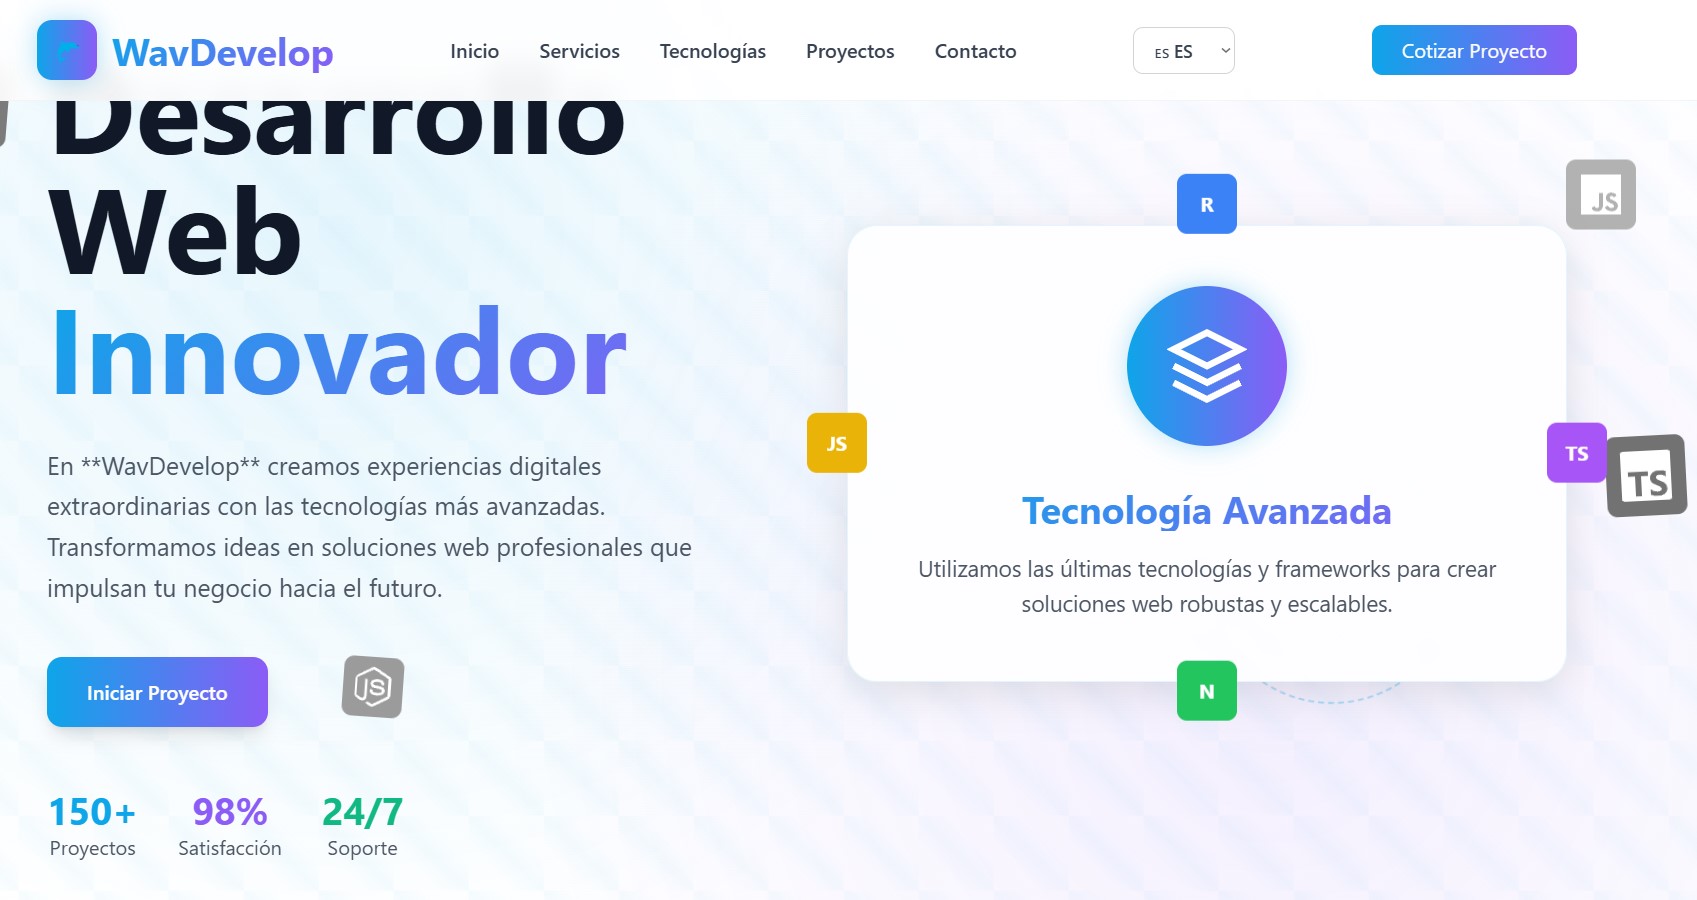 WavDevelop
Inicio
Servicios
Tecnologías
Proyectos
Contacto
ES ES
Cotizar Proyecto
Desarrollo
Web
Innovador
En **WavDevelop** creamos experiencias digitales
extraordinarias con las tecnologías más avanzadas.
Transformamos ideas en soluciones web profesionales que
impulsan tu negocio hacia el futuro.
Iniciar Proyecto
JS
150+
Proyectos
98%
Satisfacción
24/7
Soporte
R
JS
JS
TS
TS
Tecnología Avanzada
Utilizamos las últimas tecnologías y frameworks para crear
soluciones web robustas y escalables.
N